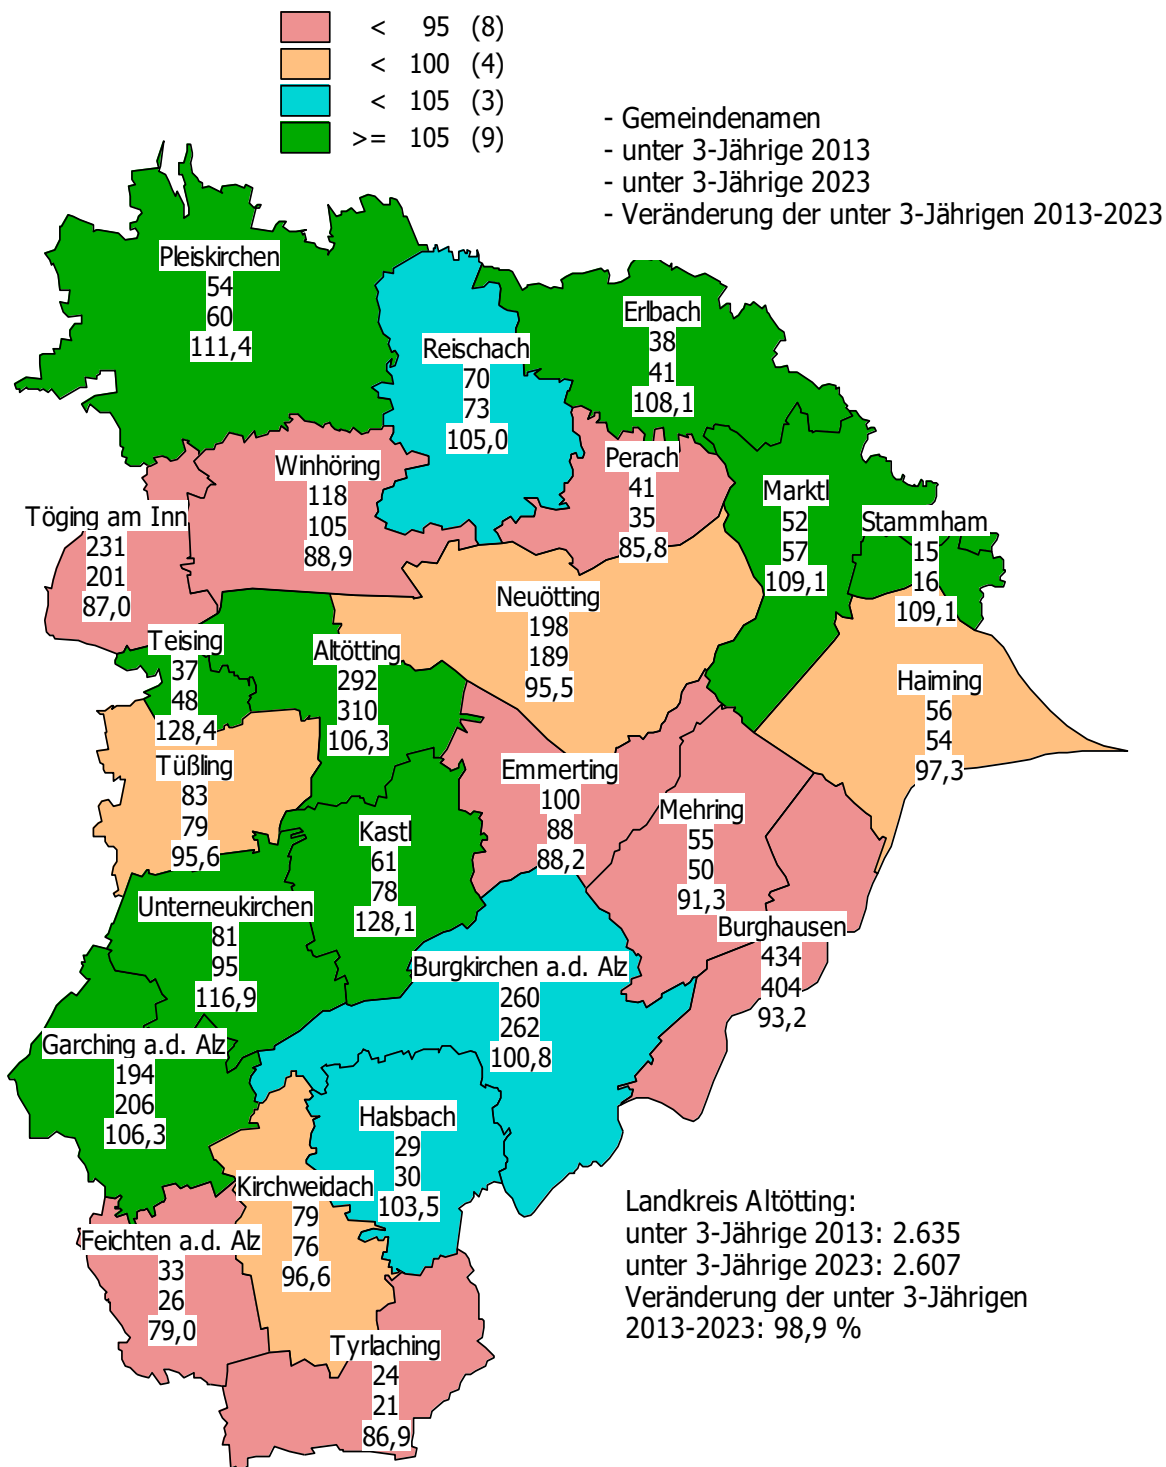 < 95 (8)
< 100 (4)
< 105 (3)
>= 105 (9)
- Gemeindenamen
- unter 3-Jährige 2013
- unter 3-Jährige 2023
- Veränderung der unter 3-Jährigen 2013-2023
Pleiskirchen
54
60
111,4
Reischach
70
73
105,0
Erlbach
38
41
108,1
Winhöring
118
105
88,9
Perach
41
35
85,8
Marktl
52
57
109,1
Stammham
15
16
109,1
Töging am Inn
231
201
87,0
Neuötting
198
189
95,5
Teising
37
48
128,4
Altötting
292
310
106,3
Haiming
56
54
97,3
Tüßling
83
79
95,6
Emmerting
100
88
88,2
Mehring
55
50
91,3
Kastl
61
78
128,1
Unterneukirchen
81
95
116,9
Burghausen
434
404
93,2
Burgkirchen a.d. Alz
260
262
100,8
Garching a.d. Alz
194
206
106,3
Halsbach
29
30
103,5
Kirchweidach
79
76
96,6
Feichten a.d. Alz
33
26
79,0
Tyrlaching
24
21
86,9
Landkreis Altötting:
unter 3-Jährige 2013: 2.635
unter 3-Jährige 2023: 2.607
Veränderung der unter 3-Jährigen
2013-2023: 98,9 %